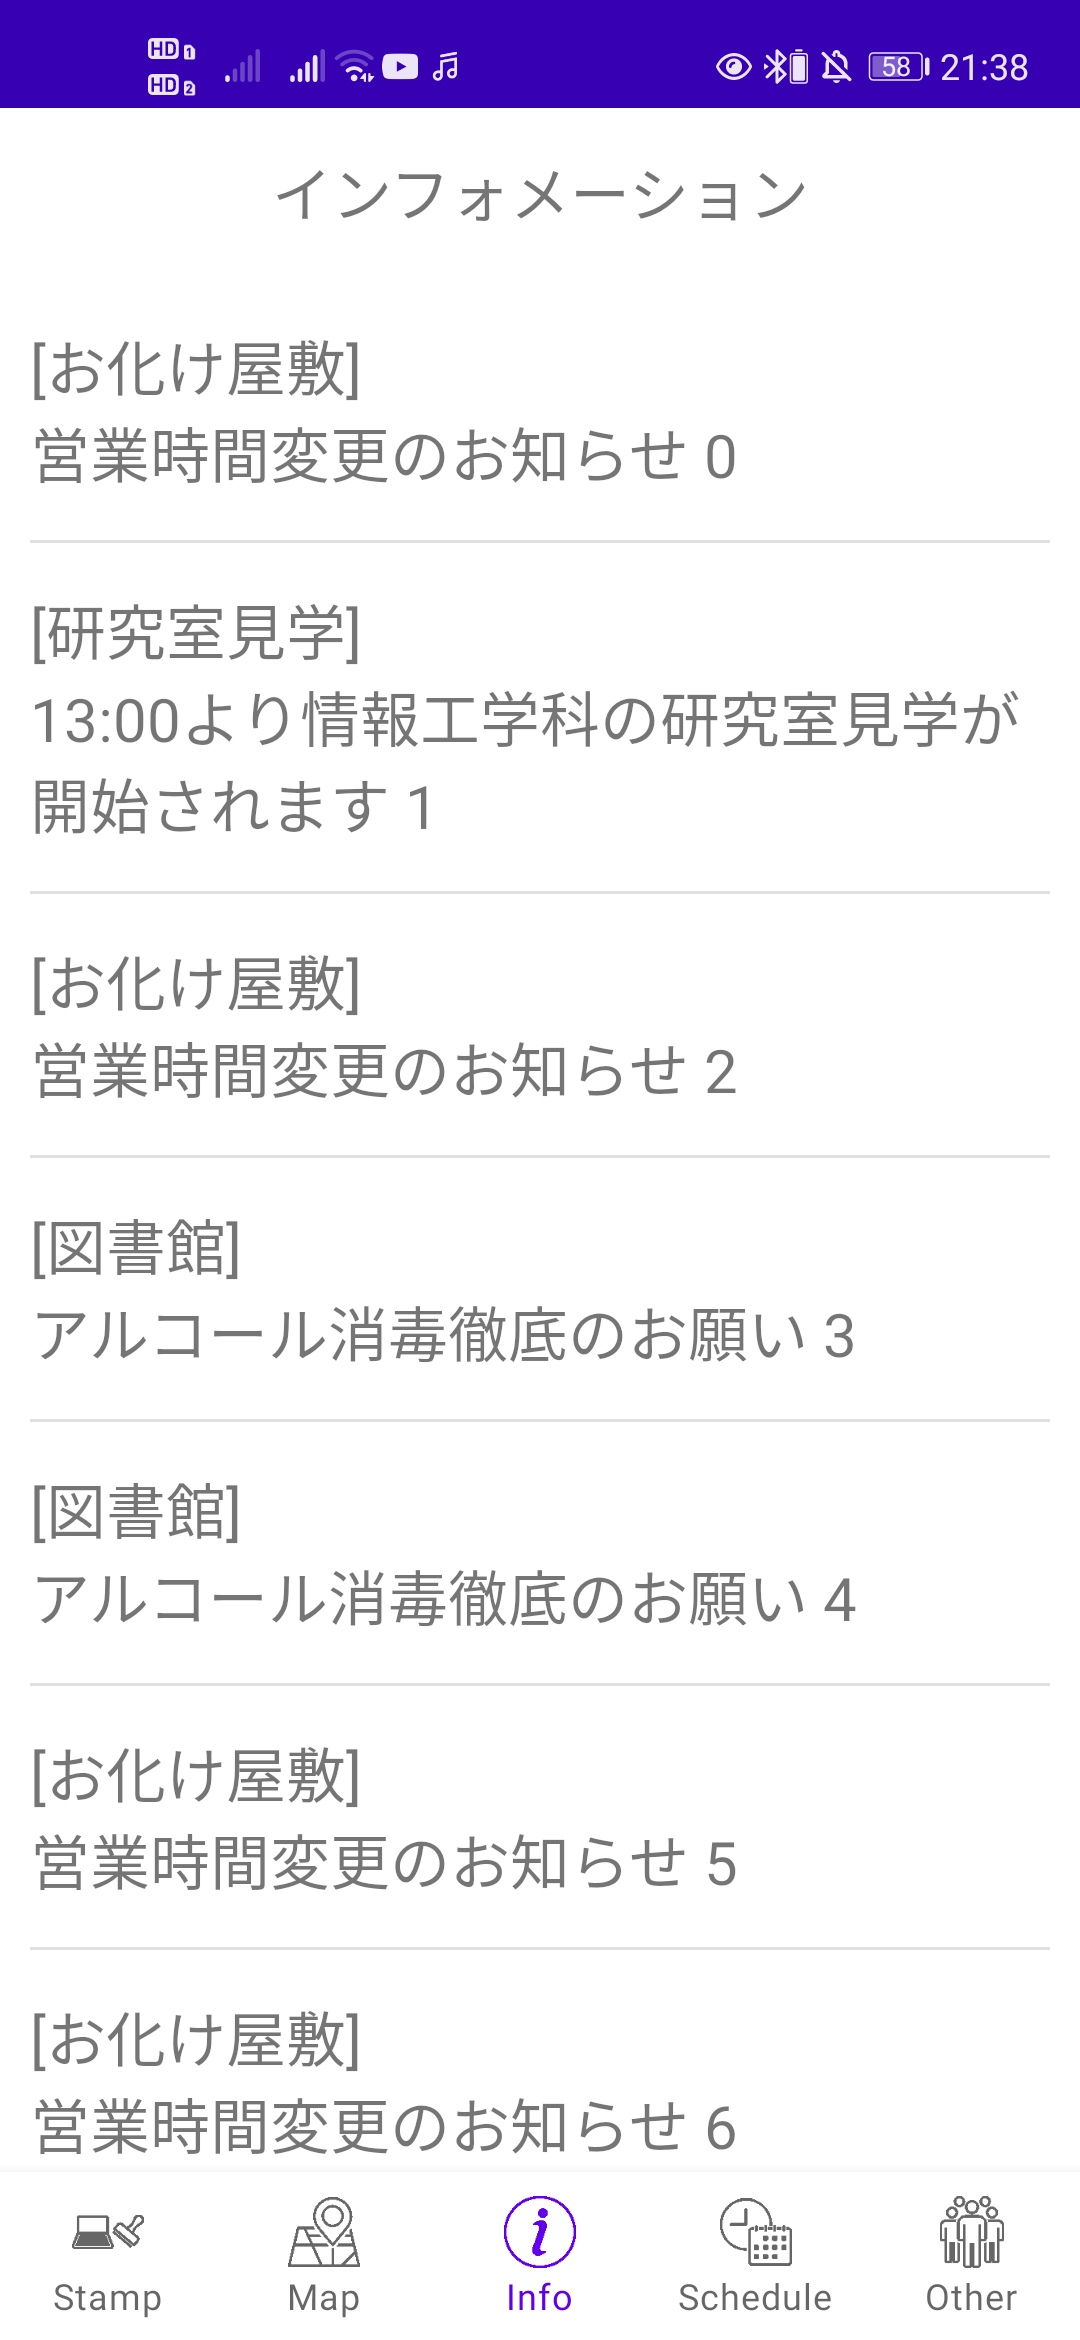 HD 1
HD 2
58 21:38
インフォメーション
[お化け屋敷]
営業時間変更のお知らせ 0
[研究室見学]
13:00より情報工学科の研究室見学が
開始されます 1
[お化け屋敷]
営業時間変更のお知らせ 2
[図書館]
アルコール消毒徹底のお願い 3
[図書館]
アルコール消毒徹底のお願い 4
[お化け屋敷]
営業時間変更のお知らせ 5
[お化け屋敷]
営業時間変更のお知らせ 6
Stamp Map Info Schedule Other